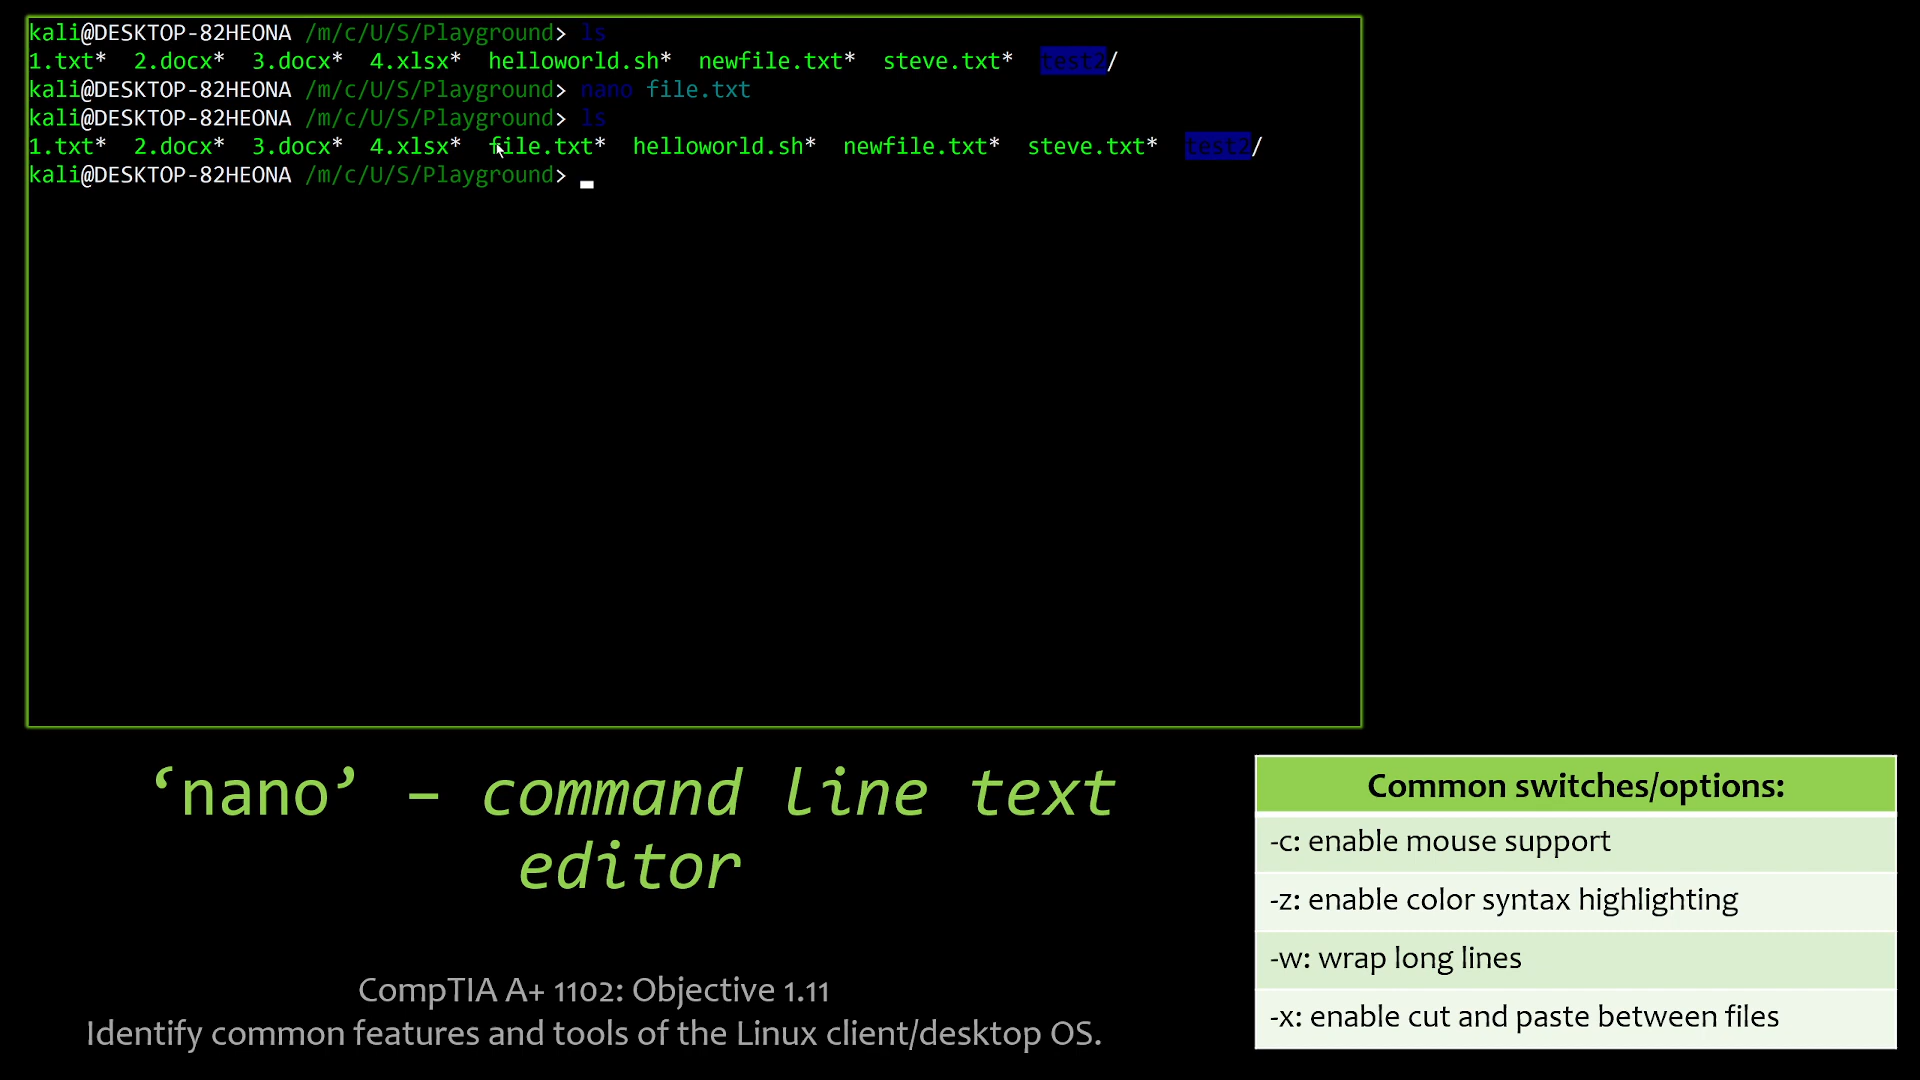 kali@DESKTOP-82HEONA /m/c/U/S/Playground> ls
1.txt* 2.docx* 3.docx* 4.xlsx* helloworld.sh* newfile.txt* steve.txt* test2/
kali@DESKTOP-82HEONA /m/c/U/S/Playground> nano file.txt
kali@DESKTOP-82HEONA /m/c/U/S/Playground> ls
1.txt* 2.docx* 3.docx* 4.xlsx* file.txt* helloworld.sh* newfile.txt* steve.txt* test2/
kali@DESKTOP-82HEONA /m/c/U/S/Playground>
‘nano’ – command line text
editor
CompTIA A+ 1102: Objective 1.11
Identify common features and tools of the Linux client/desktop OS.
Common switches/options:
-c: enable mouse support
-z: enable color syntax highlighting
-w: wrap long lines
-x: enable cut and paste between files